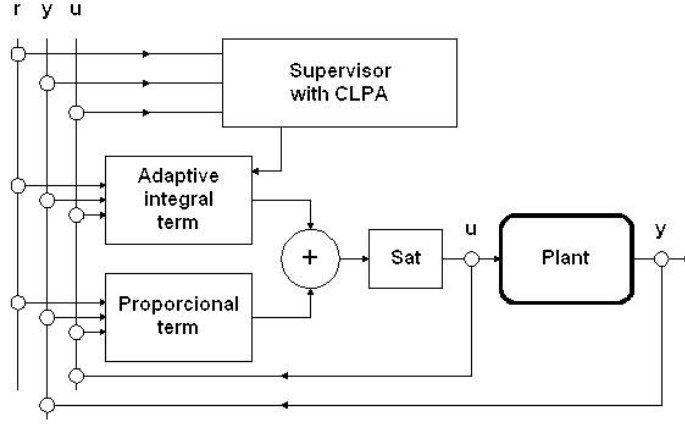 r y u
Supervisor
with CLPA
Adaptive
integral
term
+
Sat
u
Plant
y
Proporcional
term